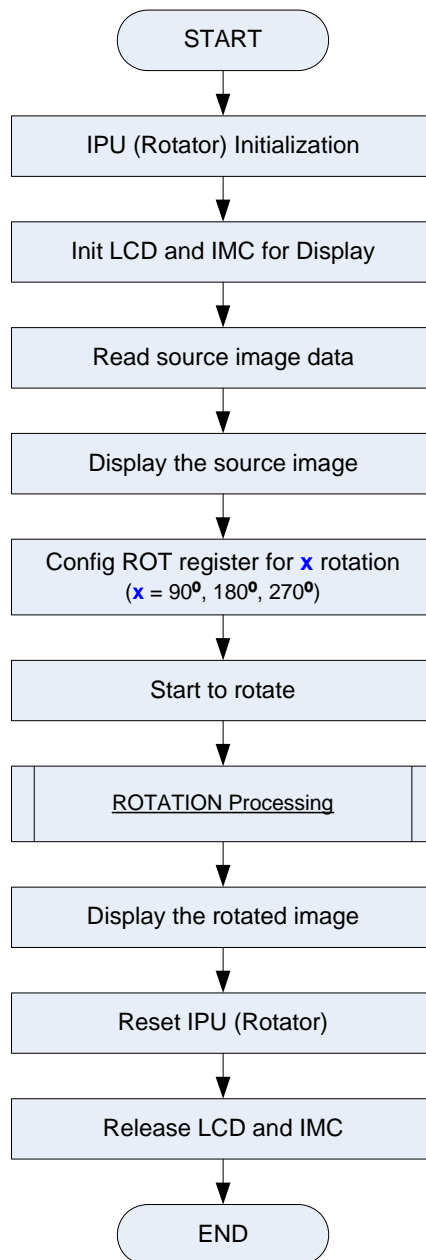 START
IPU (Rotator) Initialization
Init LCD and IMC for Display
Read source image data
Display the source image
Config ROT register for x rotation
(x = 90⁰, 180⁰, 270⁰)
Start to rotate
ROTATION Processing
Display the rotated image
Reset IPU (Rotator)
Release LCD and IMC
END